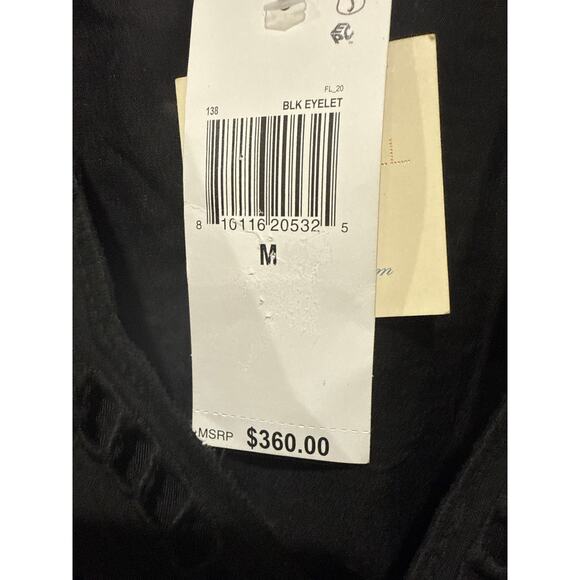 FL_20
138 BLK EYELET
8 10116 20532 5
M
MSRP $360.00